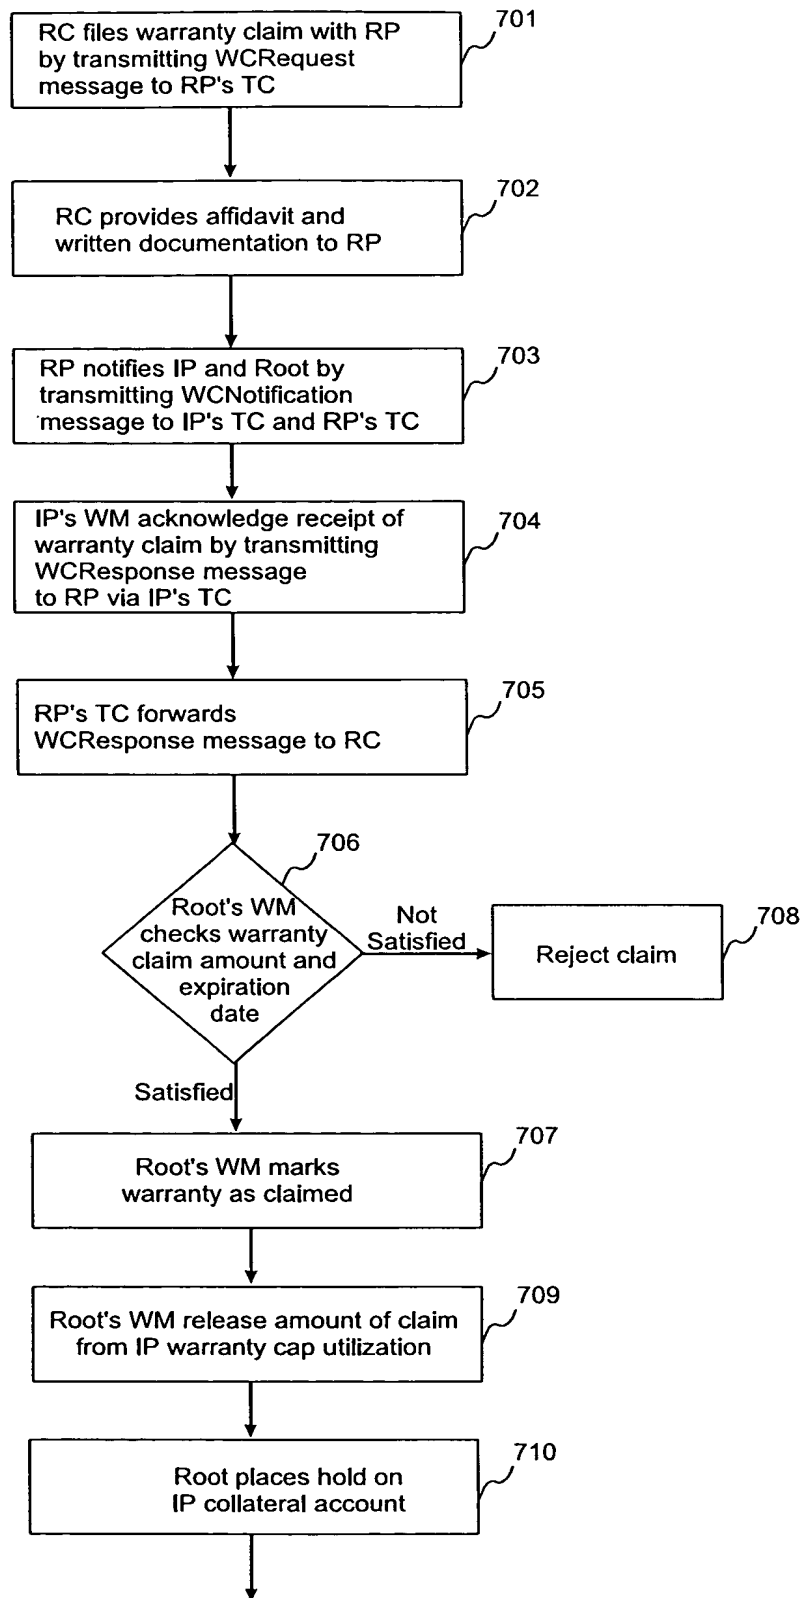 701
RC files warranty claim with RP
by transmitting WCRequest
message to RP's TC
702
RC provides affidavit and
written documentation to RP
703
RP notifies IP and Root by
transmitting WCNotification
message to IP's TC and RP's TC
704
IP's WM acknowledge receipt of
warranty claim by transmitting
WCResponse message
to RP via IP's TC
705
RP's TC forwards
WCResponse message to RC
706
Root's WM
checks warranty
claim amount and
expiration
date
Not
Satisfied
708
Reject claim
Satisfied
707
Root's WM marks
warranty as claimed
709
Root's WM release amount of claim
from IP warranty cap utilization
710
Root places hold on
IP collateral account